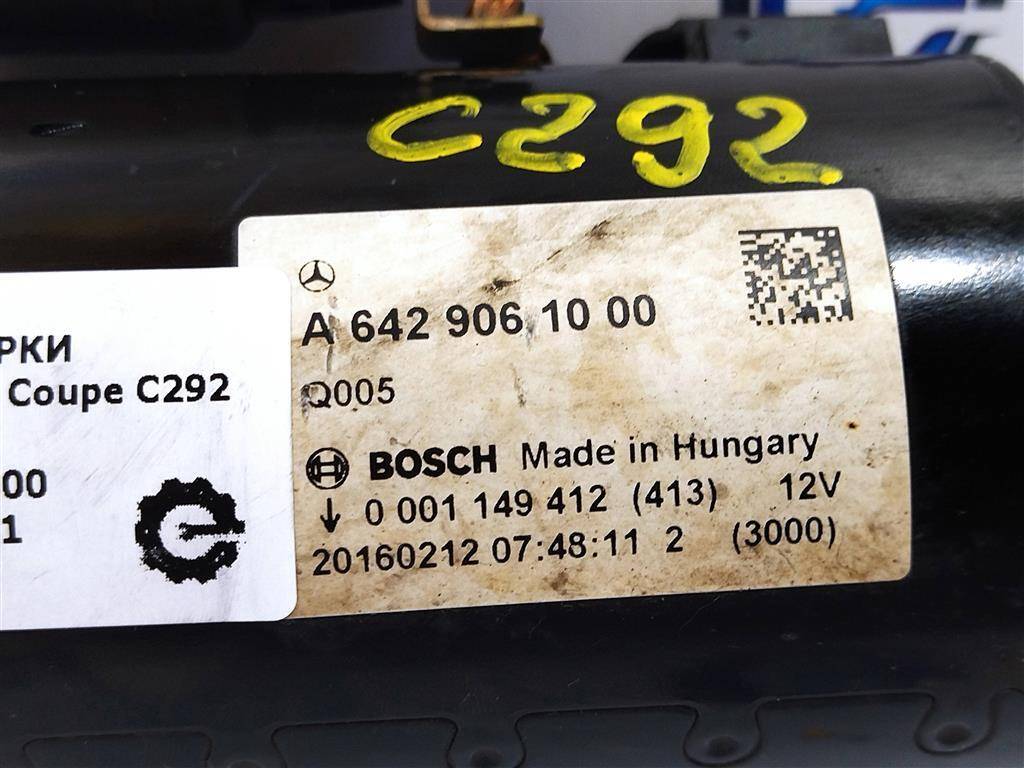 C292
A 642 906 10 00
Q005
BOSCH Made in Hungary
0 001 149 412 (413) 12V
20160212 07:48:11 2 (3000)
РКИ
Coupe C292
00
1